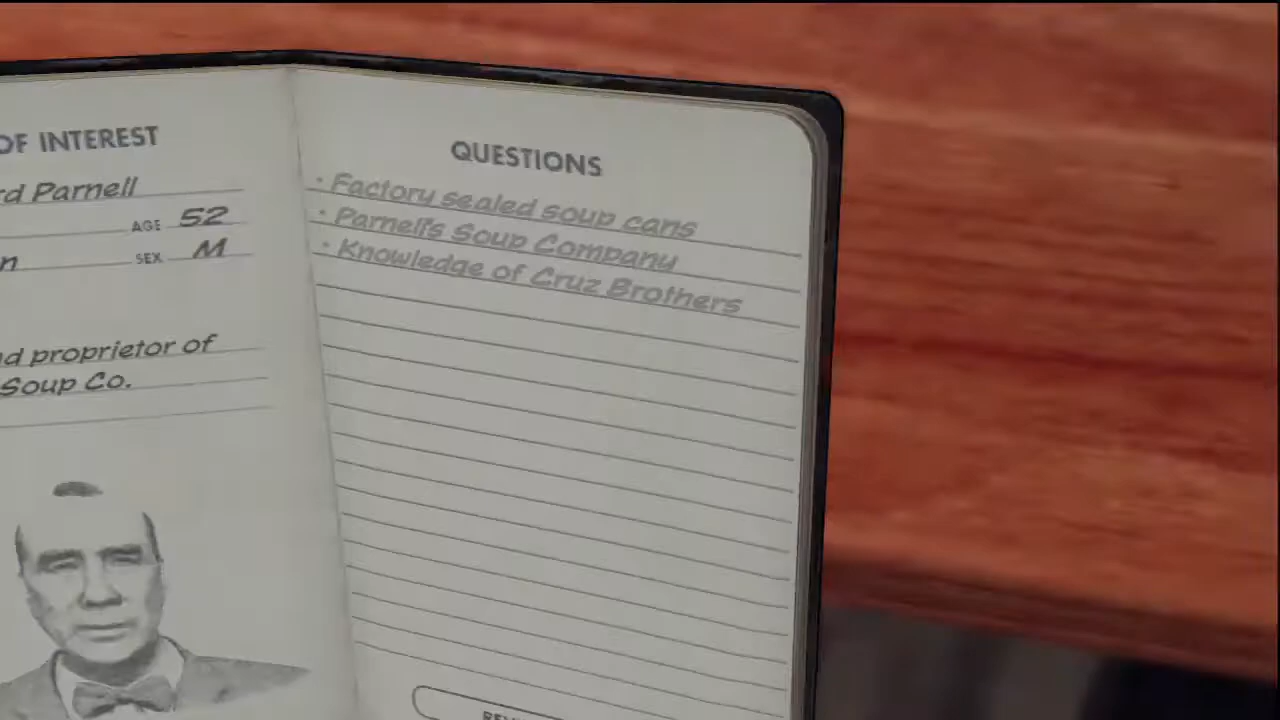 OF INTEREST
rd Parnell
AGE 52
n SEX M
nd proprietor of
Soup Co.
QUESTIONS
· Factory sealed soup cans
· Parnell's Soup Company
· Knowledge of Cruz Brothers